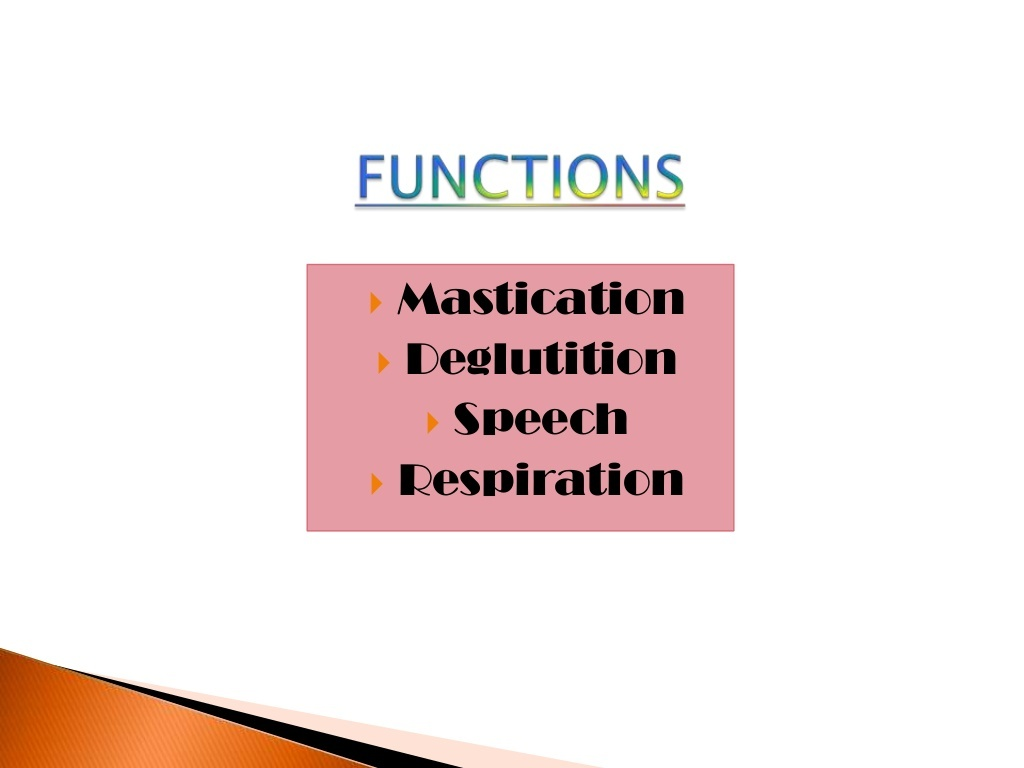 FUNCTIONS
Mastication
Deglutition
Speech
Respiration